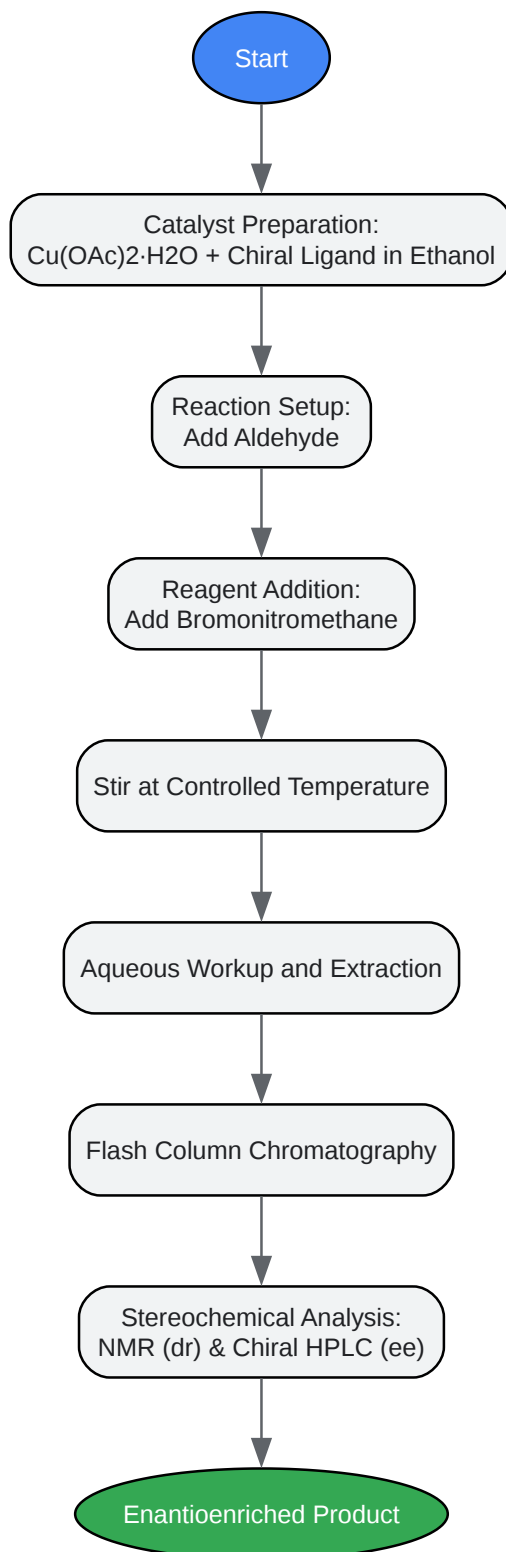 Start
Catalyst Preparation:
Cu(OAc)2·H2O + Chiral Ligand in Ethanol
Reaction Setup:
Add Aldehyde
Reagent Addition:
Add Bromonitromethane
Stir at Controlled Temperature
Aqueous Workup and Extraction
Flash Column Chromatography
Stereochemical Analysis:
NMR (dr) & Chiral HPLC (ee)
Enantioenriched Product